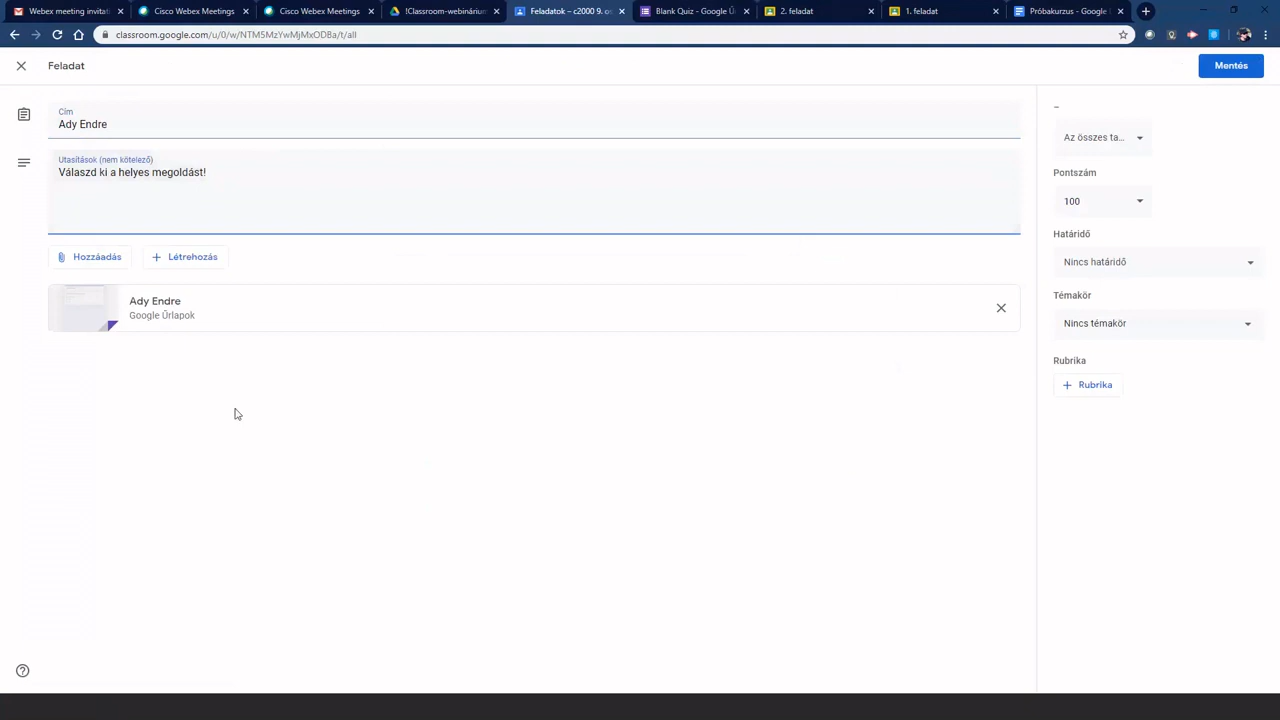 Webex meeting invitat
Cisco Webex Meetings
Cisco Webex Meetings
!Classroom-webinárium
Feladatok – c2000 9. o
Blank Quiz - Google Ű
2. feladat
1. feladat
Próbakurzus - Google
classroom.google.com/u/0/w/NTM5MzYwMjMxODBa/t/all
Feladat
Mentés
Cím
Ady Endre
Utasítások (nem kötelező)
Válaszd ki a helyes megoldást!
Hozzáadás
Létrehozás
Ady Endre
Google Űrlapok
–
Az összes ta...
Pontszám
100
Határidő
Nincs határidő
Témakör
Nincs témakör
Rubrika
Rubrika